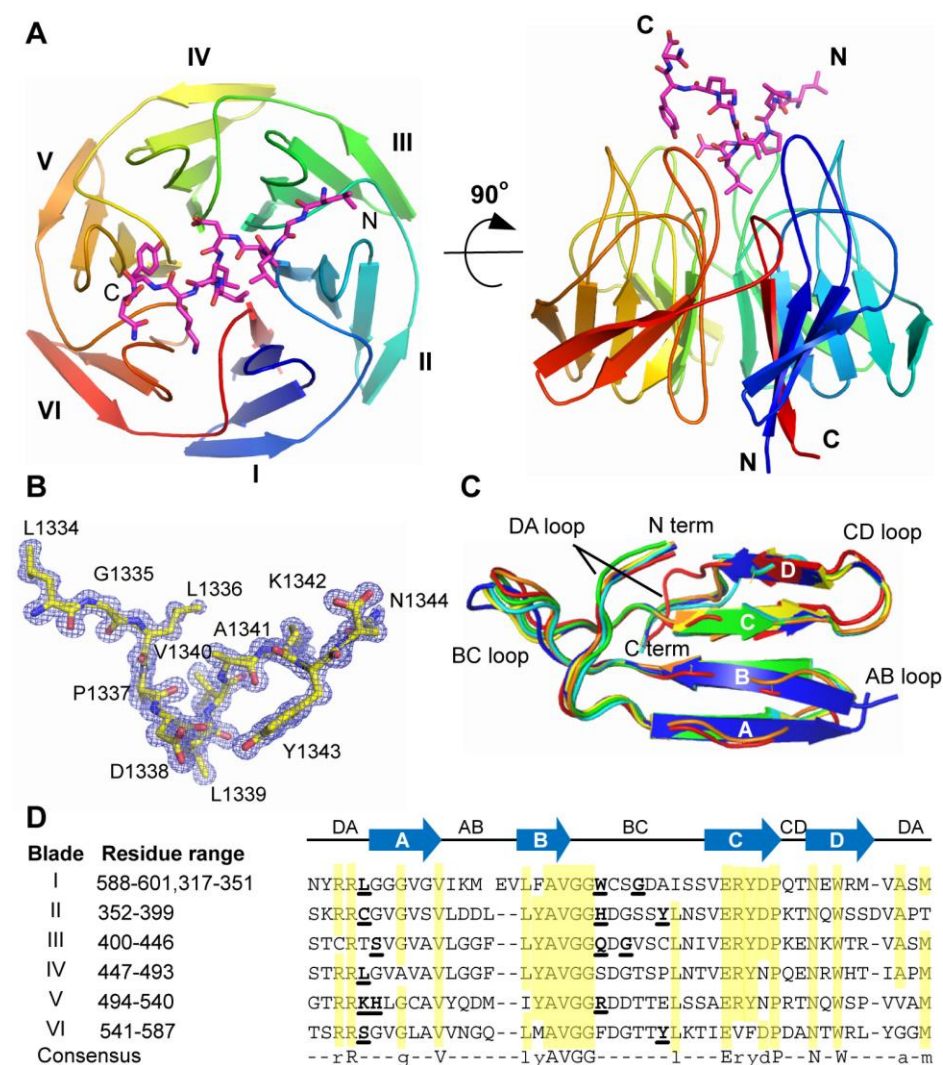 A
IV
III
V
N
C
VI
II
I
90°
C
N
N
C
B
L1334
G1335
L1336
K1342
N1344
A1341
V1340
P1337
D1338
Y1343
L1339
C
DA loop
N term
CD loop
D
C
C term
BC loop
B
AB loop
A
D
DA A AB B BC C CD D DA
Blade Residue range
I 588-601,317-351 NYRRLGGGVGVIKM EVLFAVGGWCSGDAISSVERYDPQTNEWRM-VASM
II 352-399 SKRRCGVGVSVLDDL--LYAVGGHDGSSYLNSVERYDPKTNQWSSDVAPT
III 400-446 STCRTSVGVAVLGGF--LYAVGGQDGVSCLNIVERYDPKENKWTR-VASM
IV 447-493 STRRLGVAVAVLGGF--LYAVGGSDGTSPLNTVERYNPQENRWHT-IAPM
V 494-540 GTRRKHLGCAVYQDM-IYAVGGRDDTTELSSAERYNPRTNQWSP-VVAM
VI 541-587 TSRRSGVGLAVVNGQ--LMAVGGFDGTTYLKTIEVFDPDANTWRL-YGGM
Consensus --rR---g--V------lyAVGG------l---ErydP--N-W----a-m